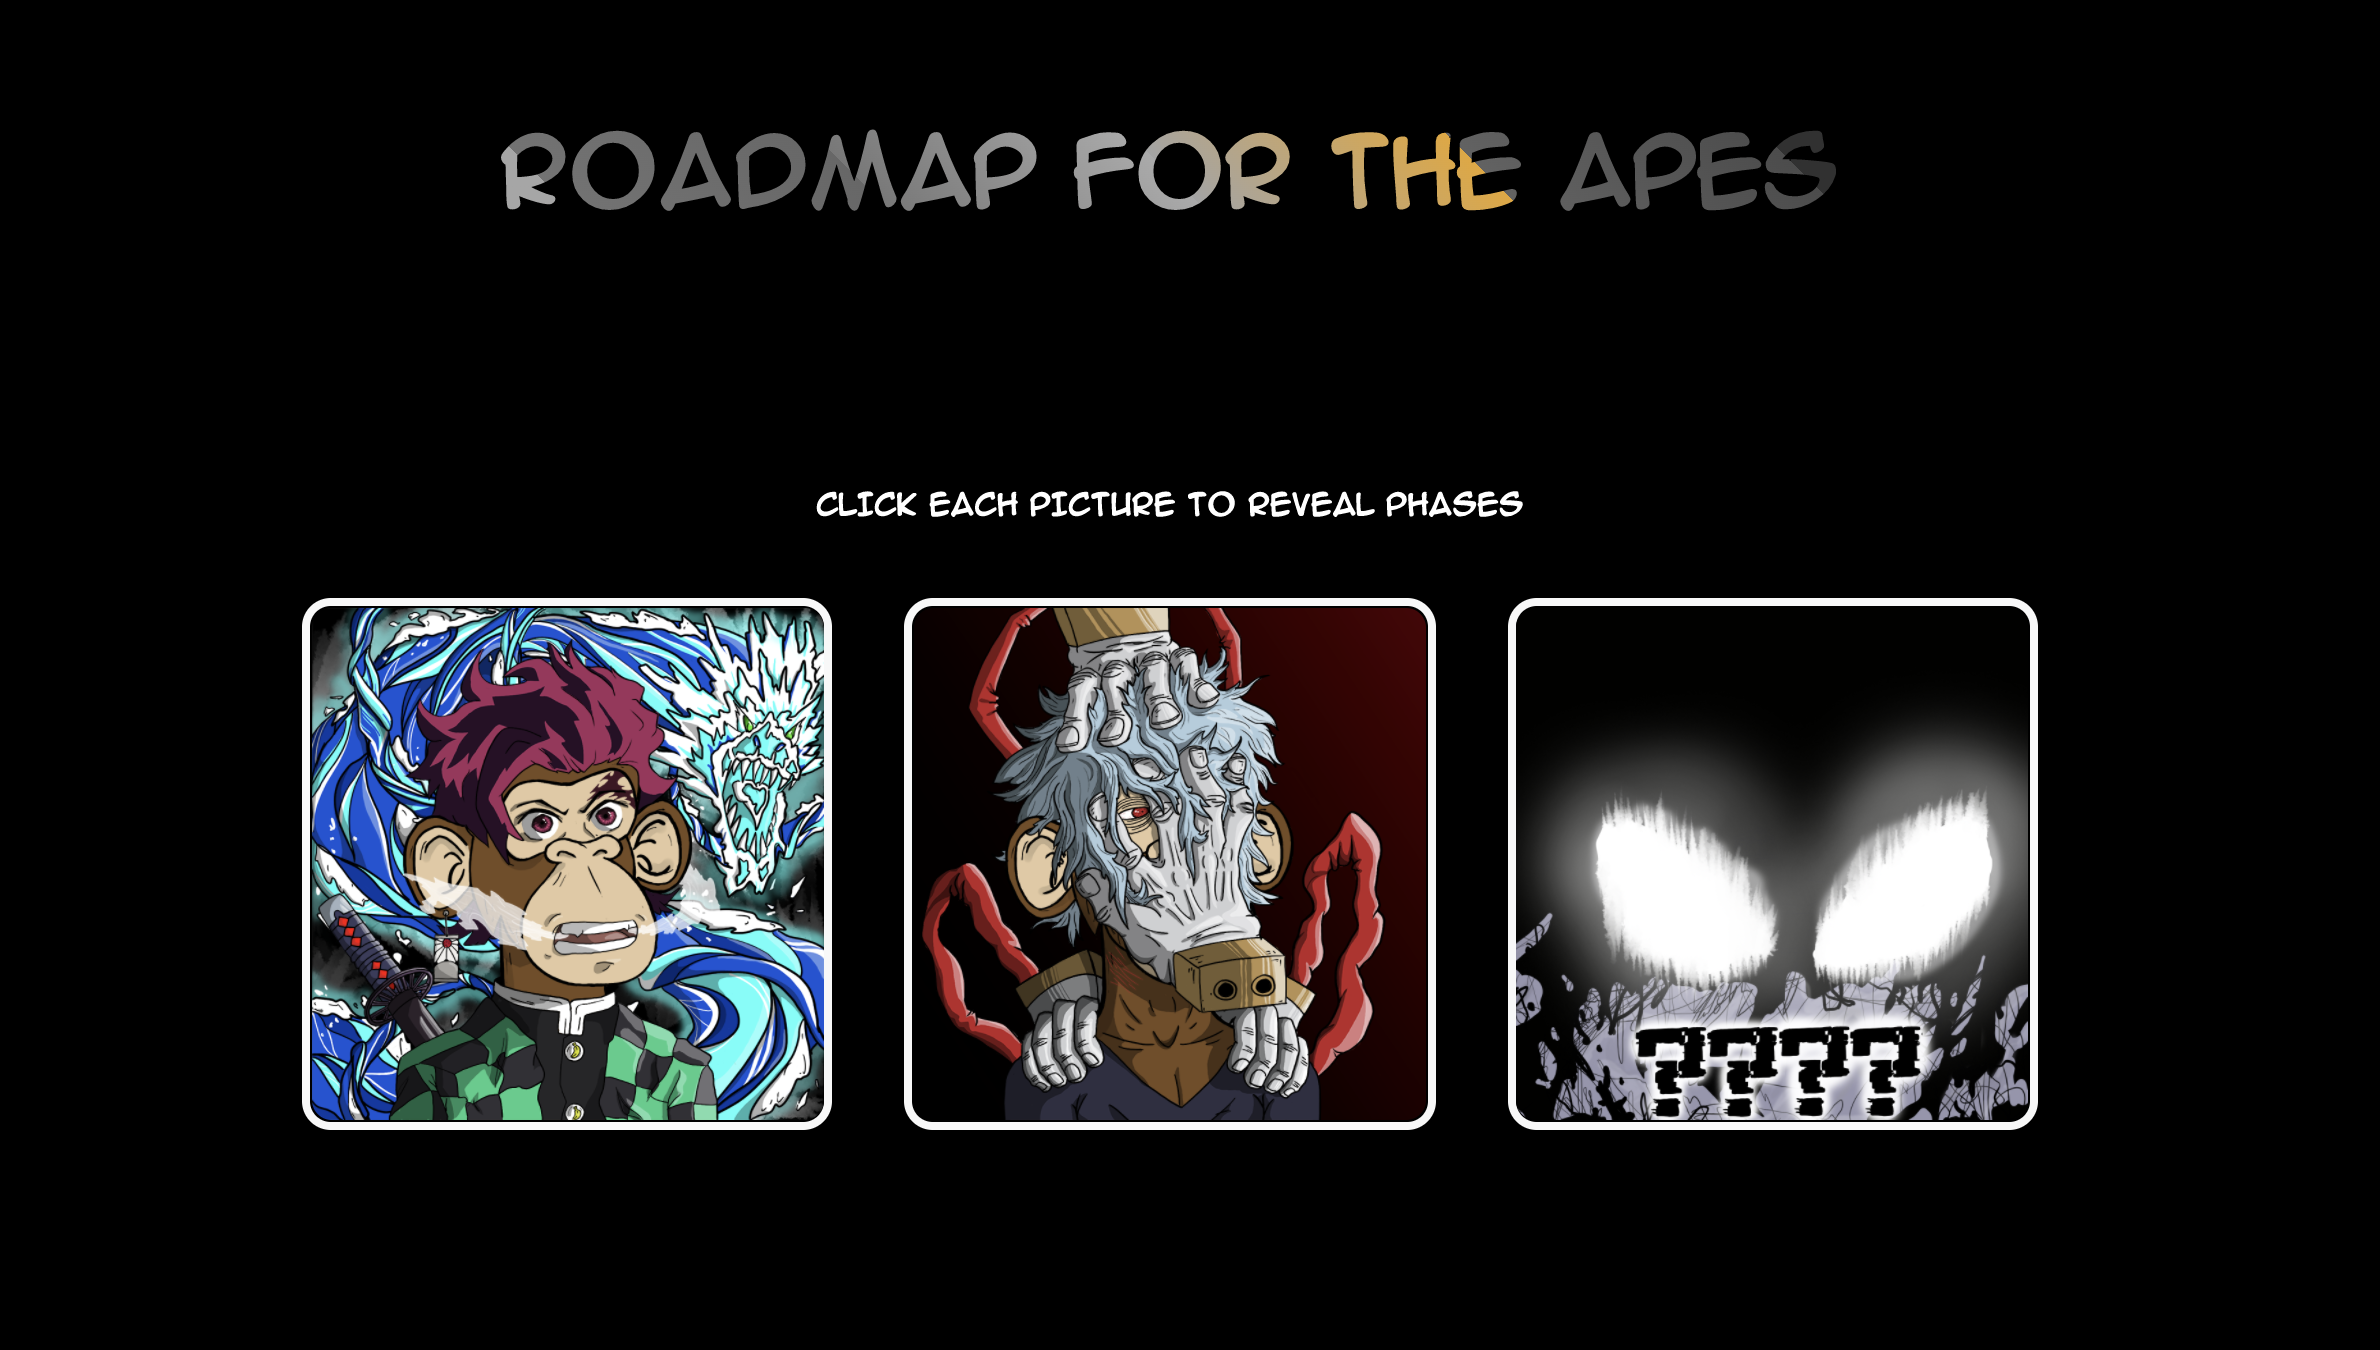 ROADMAP FOR THE APES
CLICK EACH PICTURE TO REVEAL PHASES
????